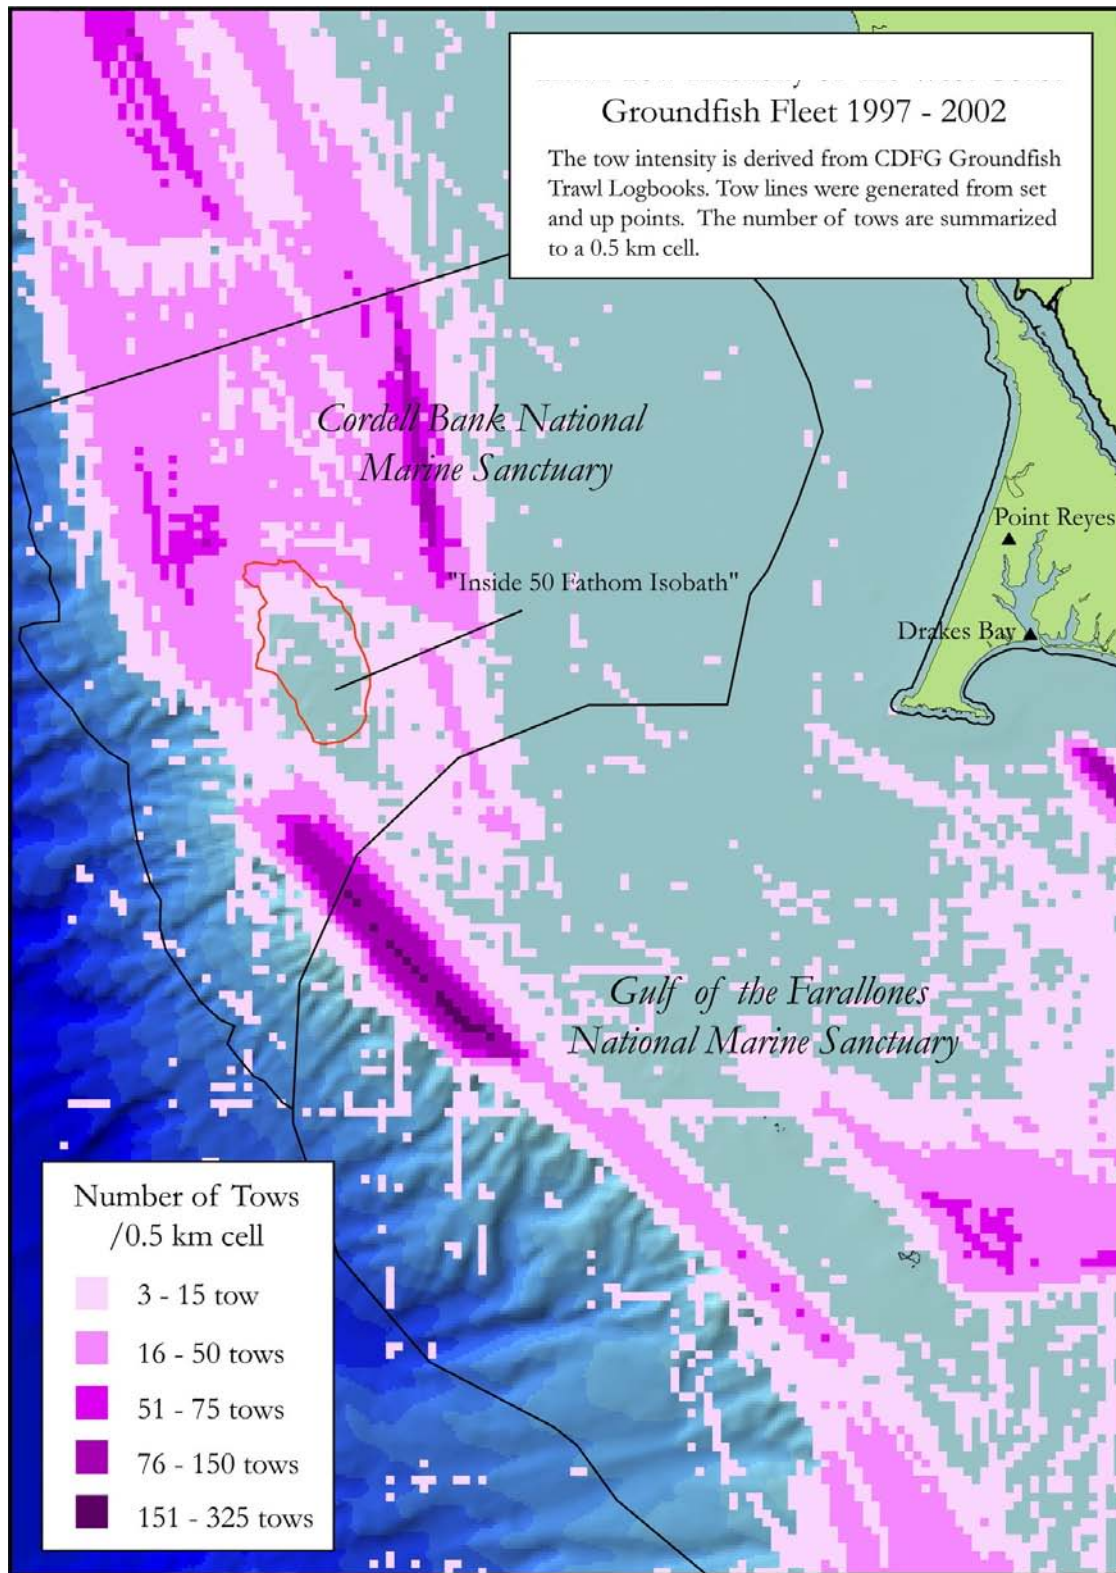 Groundfish Fleet 1997 - 2002
The tow intensity is derived from CDFG Groundfish
Trawl Logbooks. Tow lines were generated from set
and up points. The number of tows are summarized
to a 0.5 km cell.
Cordell Bank National
Marine Sanctuary
Point Reyes
"Inside 50 Fathom Isobath"
Drakes Bay
Gulf of the Farallones
National Marine Sanctuary
Number of Tows
/0.5 km cell
3 - 15 tow
16 - 50 tows
51 - 75 tows
76 - 150 tows
151 - 325 tows